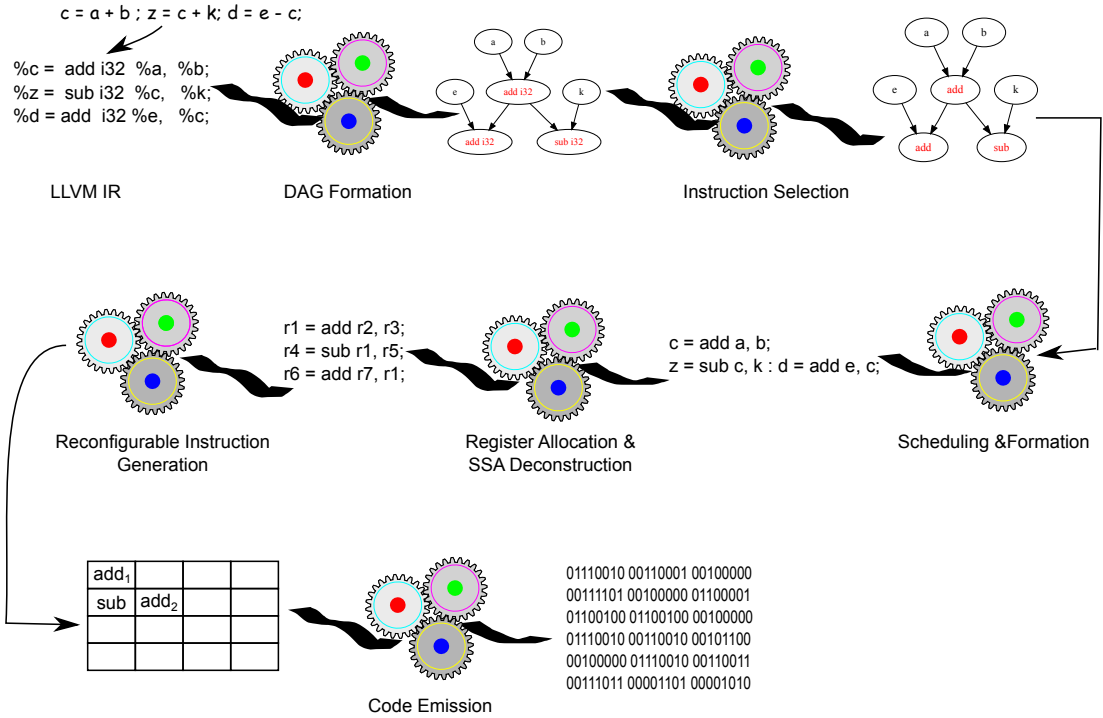 c = a + b ; z = c + k; d = e - c;
%c = add i32 %a, %b;
%z = sub i32 %c, %k;
%d = add i32 %e, %c;
LLVM IR
DAG Formation
a
b
e
add i32
k
add i32
sub i32
Instruction Selection
a
b
e
add
k
add
sub
Scheduling &Formation
c = add a, b;
z = sub c, k : d = add e, c;
Register Allocation &
SSA Deconstruction
r1 = add r2, r3;
r4 = sub r1, r5;
r6 = add r7, r1;
Reconfigurable Instruction
Generation
add₁
sub add₂
Code Emission
01110010 00110001 00100000
00111101 00100000 01100001
01100100 01100100 00100000
01110010 00110010 00101100
00100000 01110010 00110011
00111011 00001101 00001010